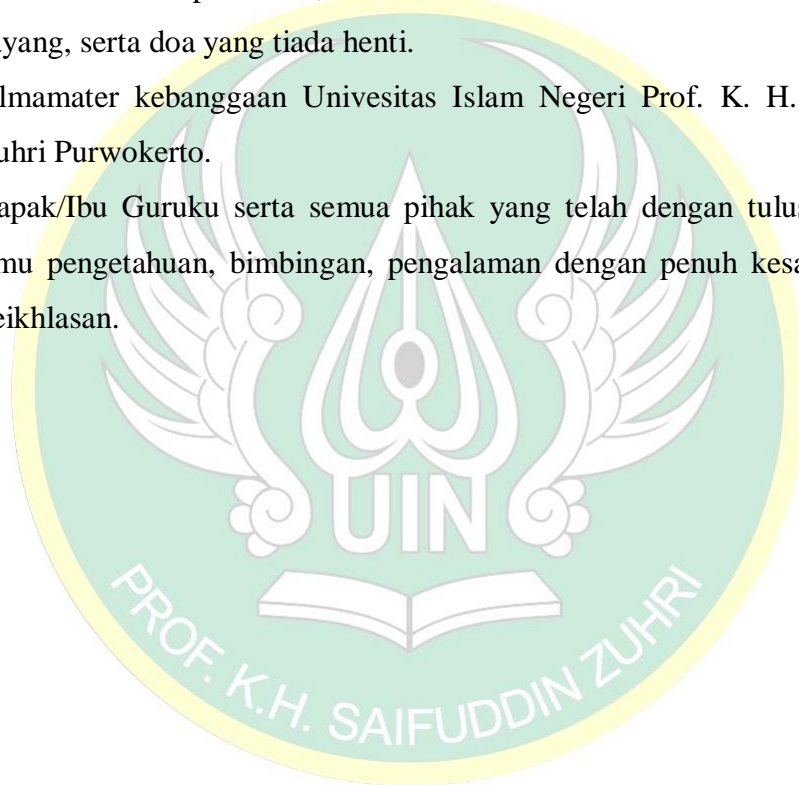 ayang, serta doa yang tiada henti.
lmamater kebanggaan Univesitas Islam Negeri Prof. K. H.
uhri Purwokerto.
apak/Ibu Guruku serta semua pihak yang telah dengan tulus
mu pengetahuan, bimbingan, pengalaman dengan penuh kesa
eikhlasan.
UIN
PROF. K.H. SAIFUDDIN ZUHRI